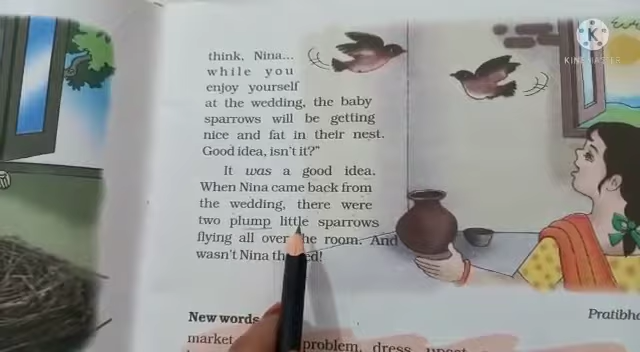 think, Nina...
while you
enjoy yourself
at the wedding, the baby
sparrows will be getting
nice and fat in their nest.
Good idea, isn't it?"
It was a good idea.
When Nina came back from
the wedding, there were
two plump little sparrows
flying all over the room. And
wasn't Nina
New words
market problem, dress, upset
K
KINEMASTER